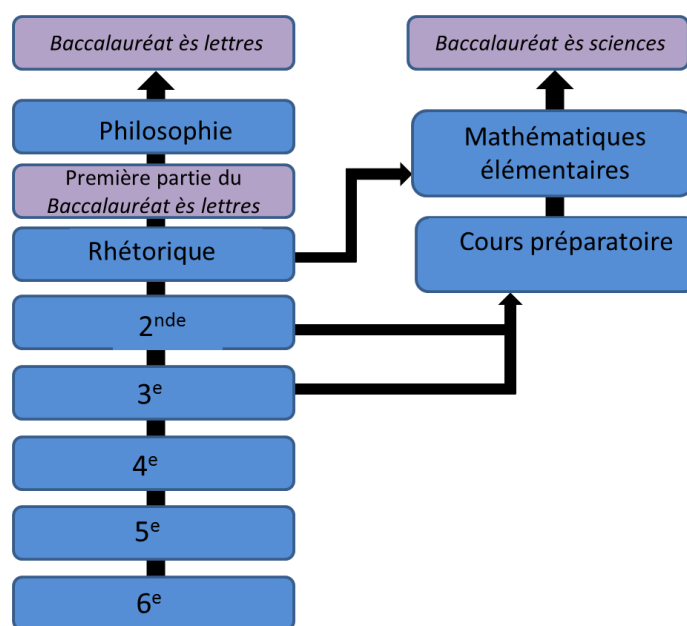 Baccalauréat ès lettres
Baccalauréat ès sciences
Philosophie
Mathématiques
élémentaires
Première partie du
Baccalauréat ès lettres
Rhétorique
Cours préparatoire
2nde
3e
4e
5e
6e